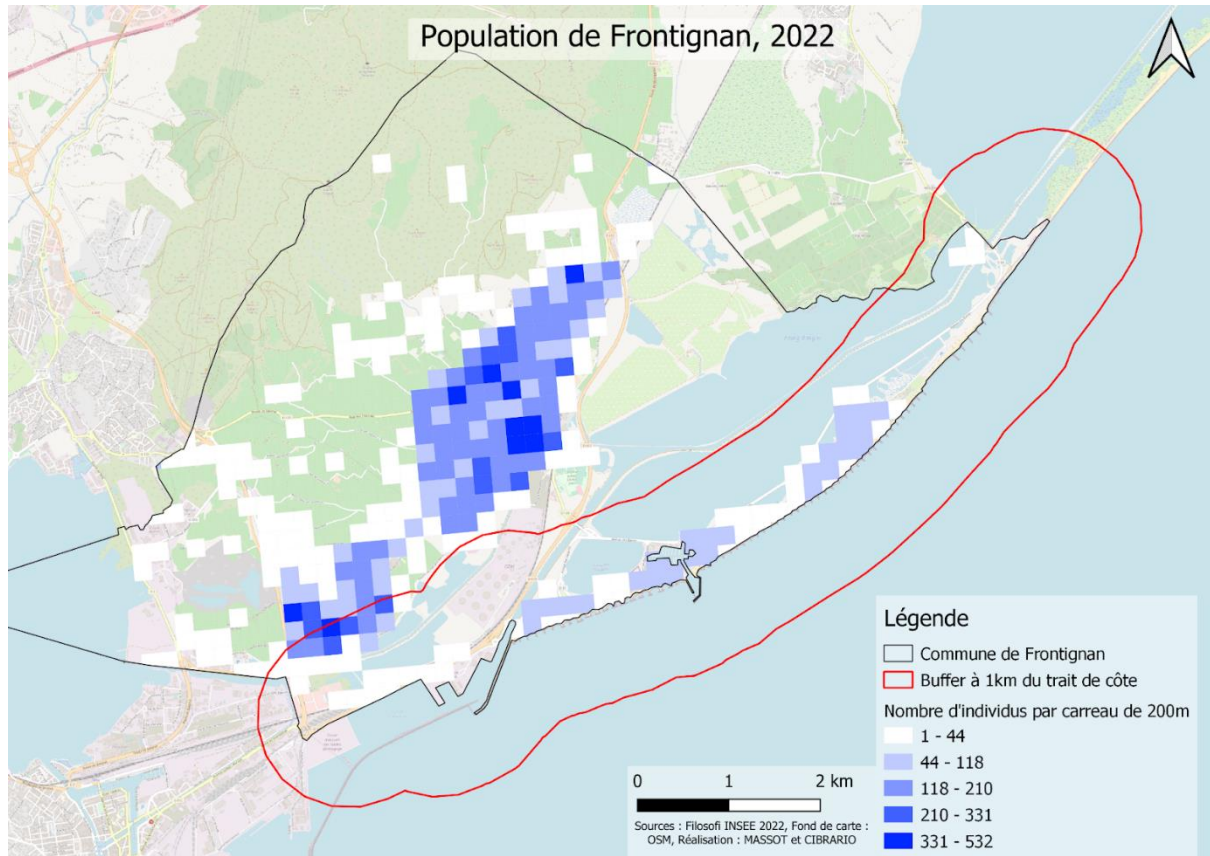 Population de Frontignan, 2022
Légende
Commune de Frontignan
Buffer à 1km du trait de côte
Nombre d'individus par carreau de 200m
1 - 44
44 - 118
118 - 210
210 - 331
331 - 532
0 1 2 km
Sources : Filosofi INSEE 2022, Fond de carte :
OSM, Réalisation : MASSOT et CIBRARIO